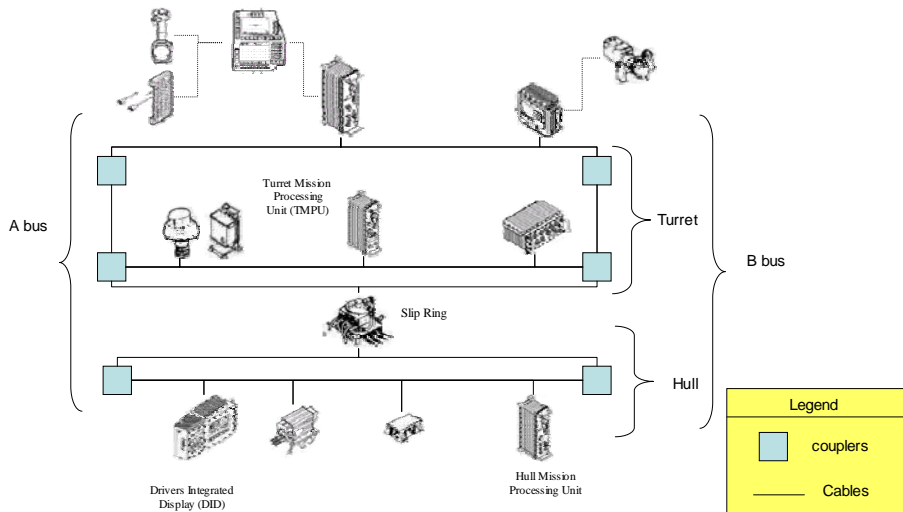 Turret Mission
Processing
Unit (TMPU)
A bus
Turret
B bus
Slip Ring
Hull
Legend
couplers
Cables
Drivers Integrated
Display (DID)
Hull Mission
Processing Unit